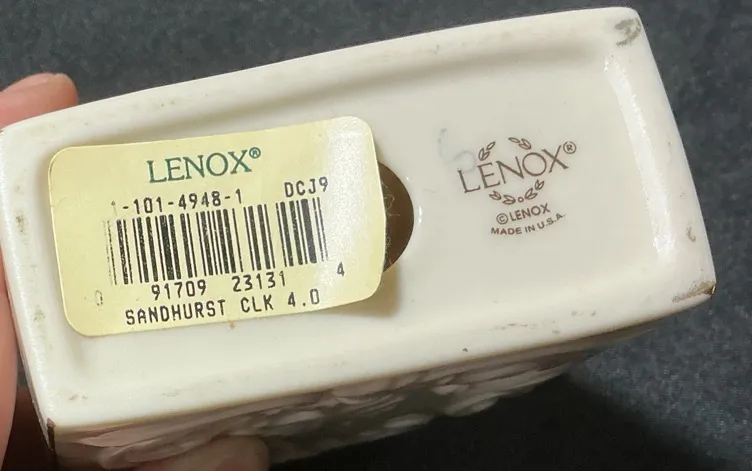 LENOX®
1-101-4948-1 DCJ9
0 91709 23131 4
SANDHURST CLK 4.0
LENOX®
©LENOX
MADE IN U.S.A.